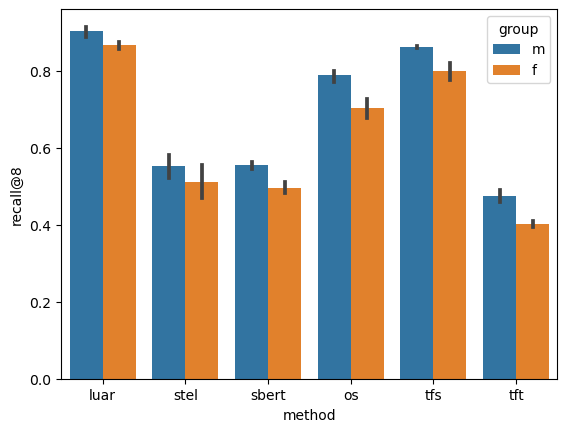 group
m
f
recall@8
0.8
0.6
0.4
0.2
0.0
luar stel sbert os tfs tft
method